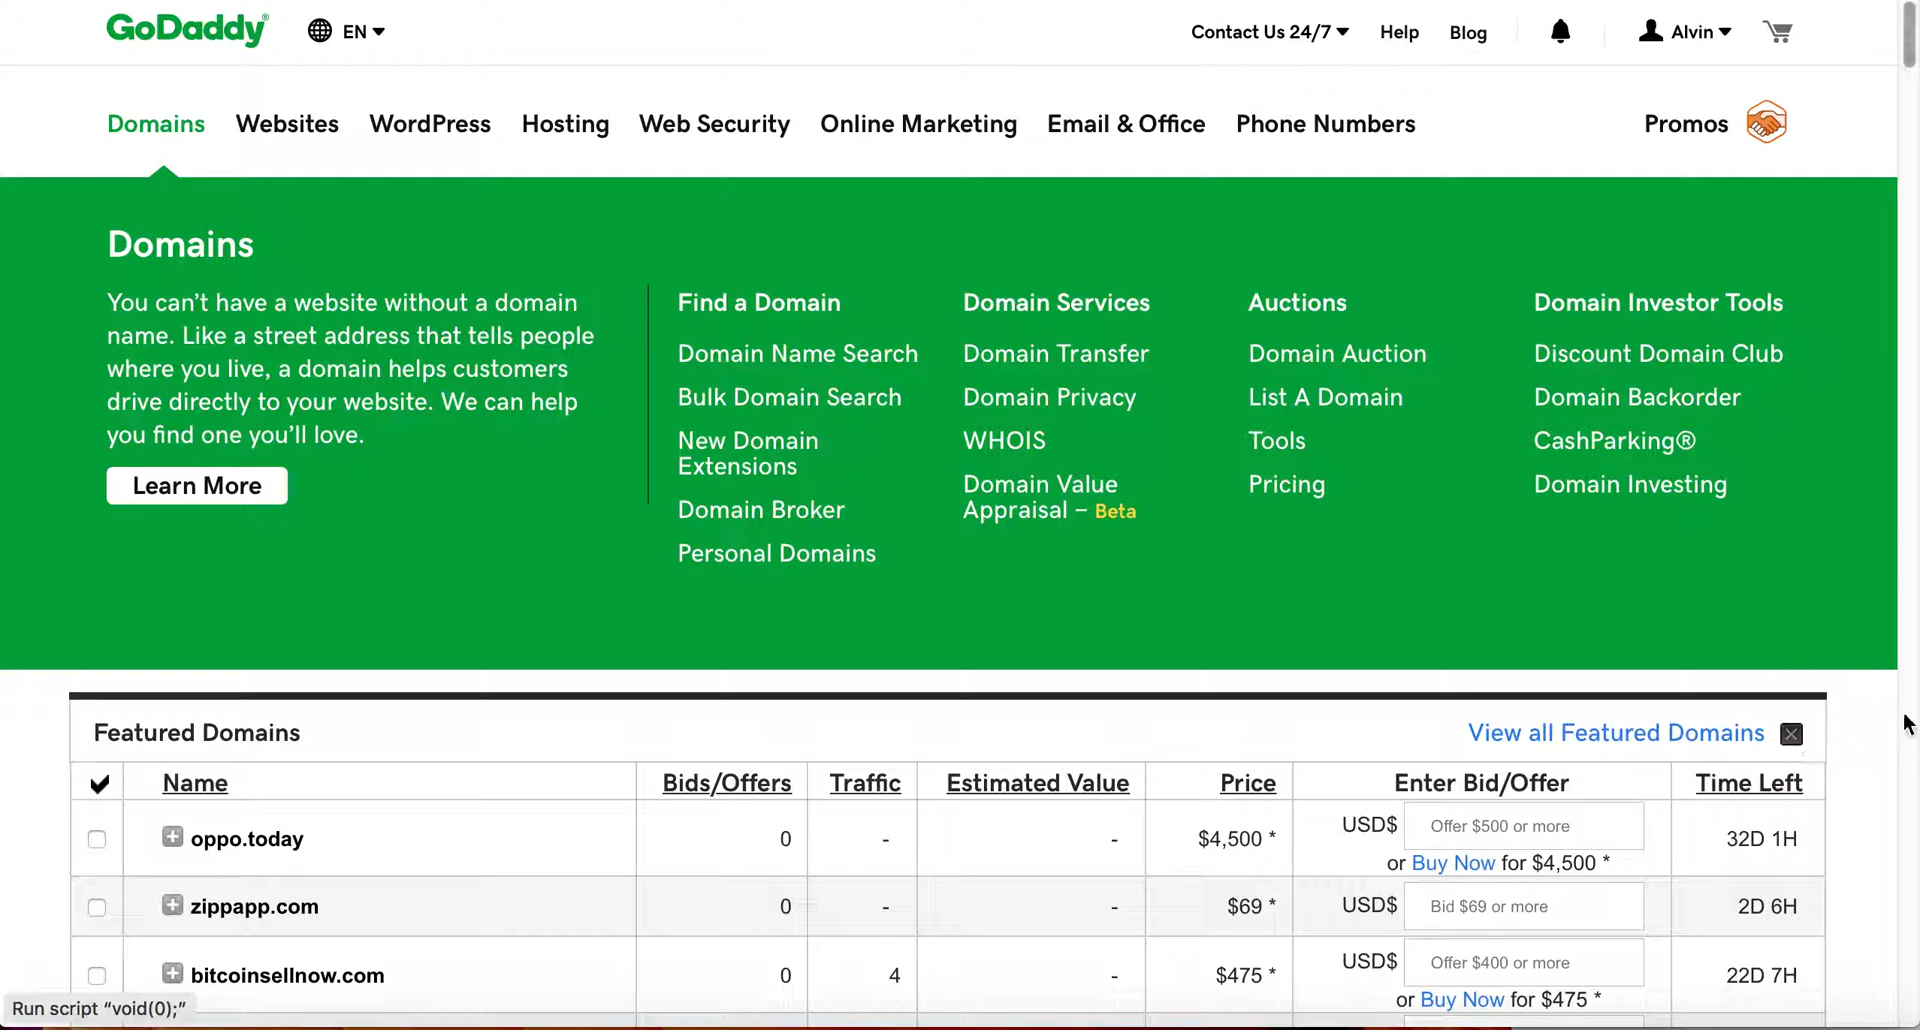 GoDaddy® EN Contact Us 24/7 Help Blog Alvin
Domains Websites WordPress Hosting Web Security Online Marketing Email & Office Phone Numbers Promos
Domains
You can’t have a website without a domain
name. Like a street address that tells people
where you live, a domain helps customers
drive directly to your website. We can help
you find one you’ll love.
Learn More
Find a Domain
Domain Name Search
Bulk Domain Search
New Domain
Extensions
Domain Broker
Personal Domains
Domain Services
Domain Transfer
Domain Privacy
WHOIS
Domain Value
Appraisal – Beta
Auctions
Domain Auction
List A Domain
Tools
Pricing
Domain Investor Tools
Discount Domain Club
Domain Backorder
CashParking®
Domain Investing
Featured Domains View all Featured Domains
Name Bids/Offers Traffic Estimated Value Price Enter Bid/Offer Time Left
oppo.today 0 - - $4,500 * USD$ Offer $500 or more 32D 1H
or Buy Now for $4,500 *
zippapp.com 0 - - $69 * USD$ Bid $69 or more 2D 6H
bitcoinsellnow.com 0 4 - $475 * USD$ Offer $400 or more 22D 7H
or Buy Now for $475 *
Run script “void(0);”